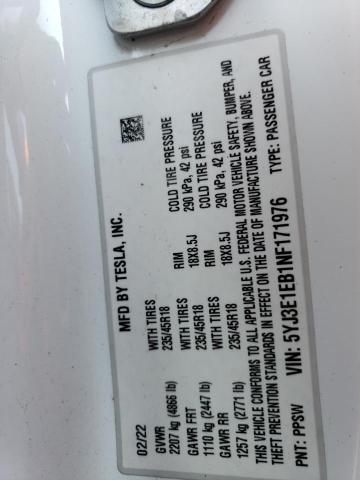 MFD BY TESLA, INC.
02/22
GVWR WITH TIRES RIM COLD TIRE PRESSURE
2207 kg (4866 lb) 235/45R18 18X8.5J 290 kPa, 42 psi
GAWR FRT WITH TIRES RIM COLD TIRE PRESSURE
1110 kg (2447 lb) 235/45R18 18X8.5J 290 kPa, 42 psi
GAWR RR
1257 kg (2771 lb)
THIS VEHICLE CONFORMS TO ALL APPLICABLE U.S. FEDERAL MOTOR VEHICLE SAFETY, BUMPER, AND
THEFT PREVENTION STANDARDS IN EFFECT ON THE DATE OF MANUFACTURE SHOWN ABOVE.
VIN: 5YJ3E1EB1NF171976 TYPE: PASSENGER CAR
PNT: PPSW